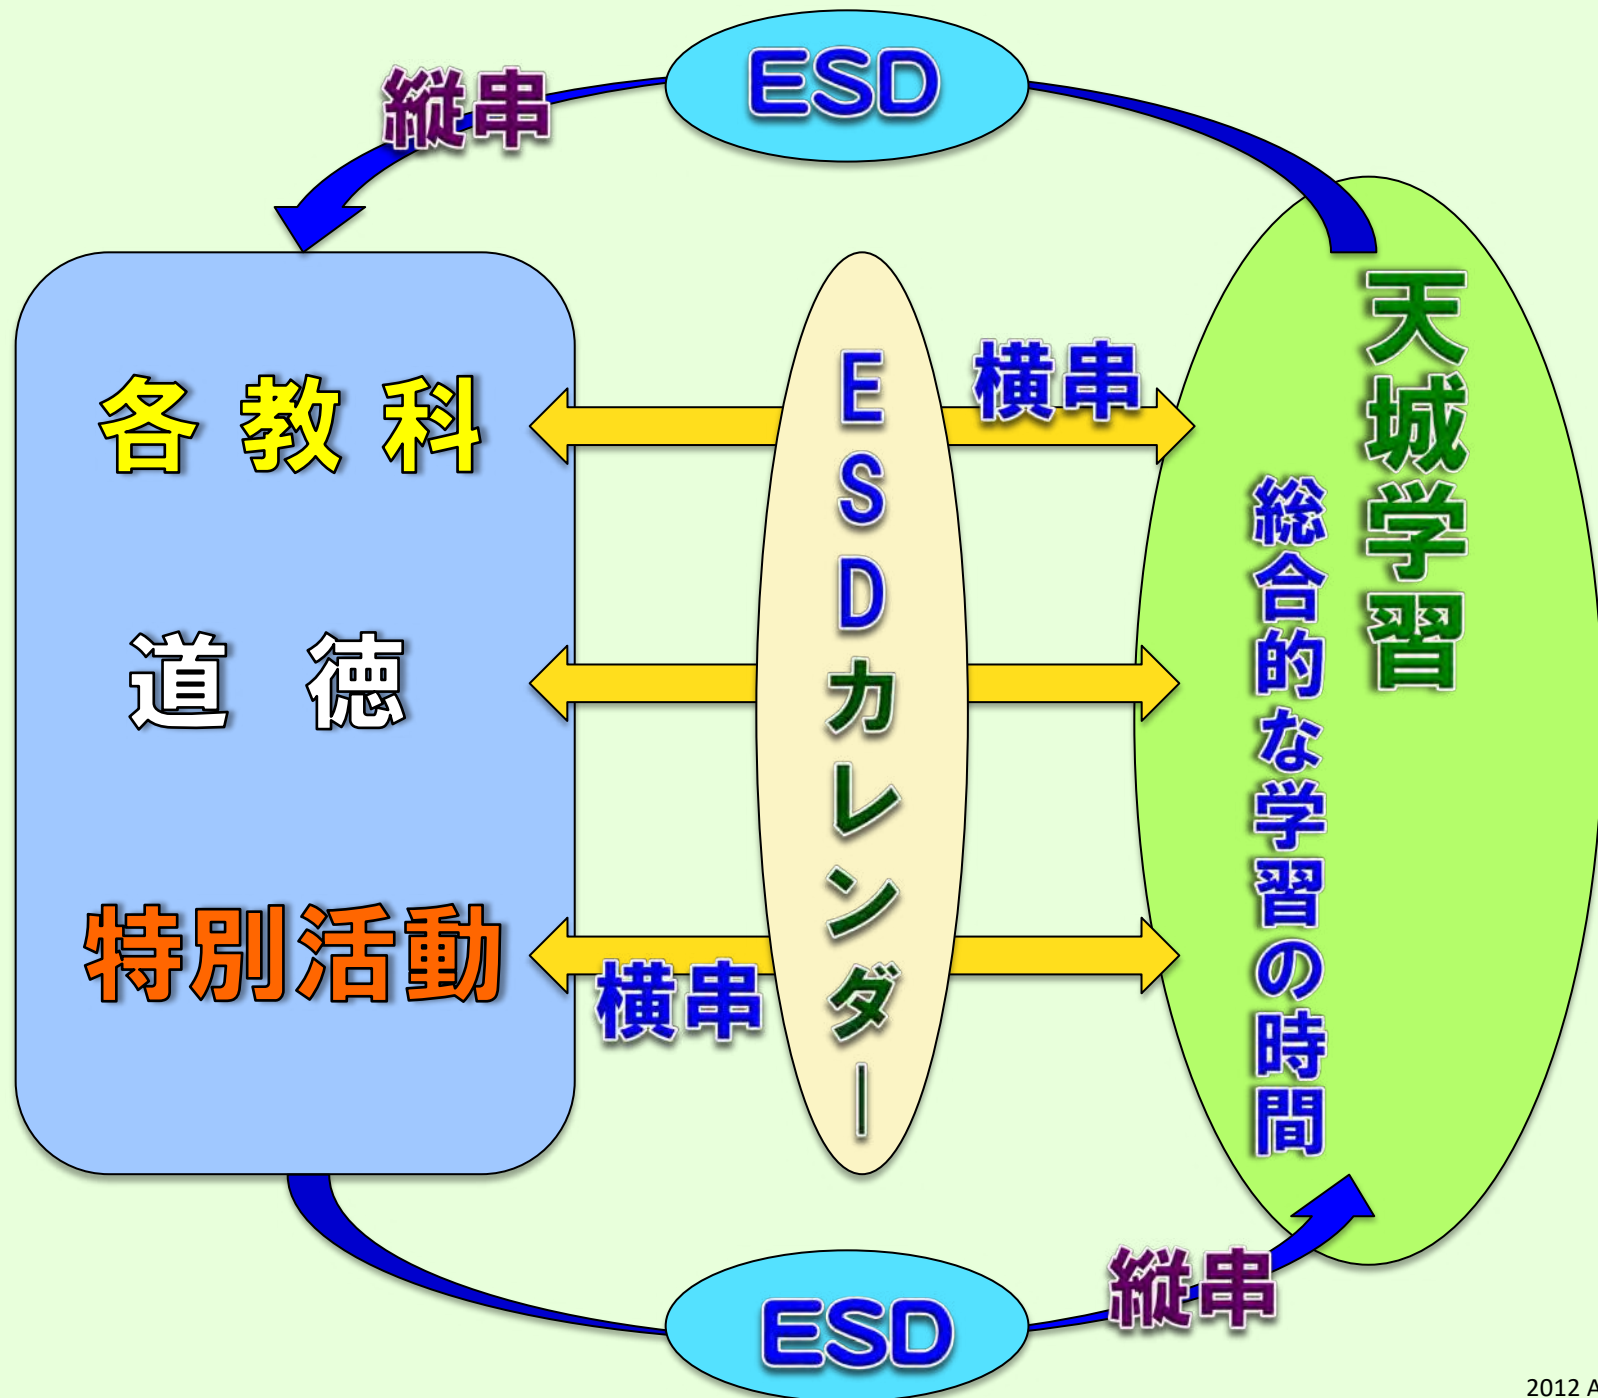 ESD
縦串
天城学習
総合的な学習の時間
ESDカレンダー
横串
各教科
道徳
特別活動
横串
縦串
ESD
2012 A